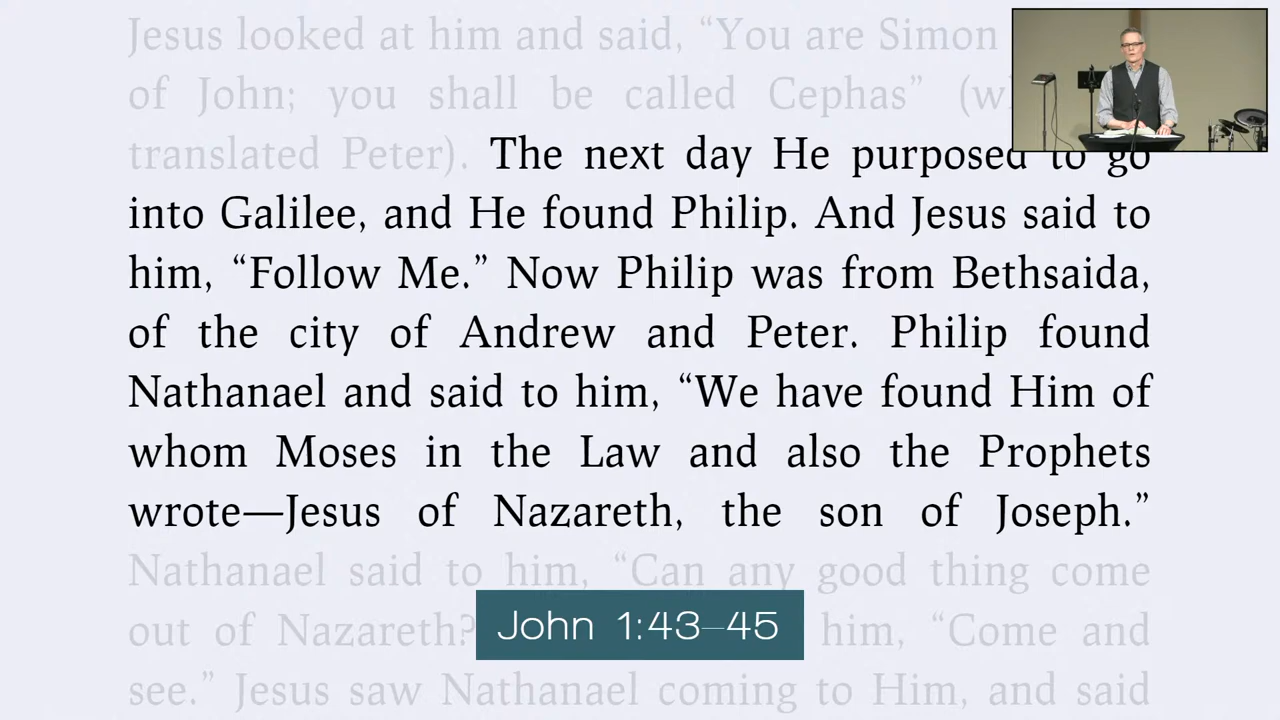 Jesus looked at him and said, “You are Simon
of John; you shall be called Cephas” (
translated Peter). The next day He purposed to go
into Galilee, and He found Philip. And Jesus said to
him, “Follow Me.” Now Philip was from Bethsaida,
of the city of Andrew and Peter. Philip found
Nathanael and said to him, “We have found Him of
whom Moses in the Law and also the Prophets
wrote—Jesus of Nazareth, the son of Joseph.”
Nathanael said to him, “Can any good thing come
out of Nazareth? him, “Come and
see.” Jesus saw Nathanael coming to Him, and said
John 1:43–45